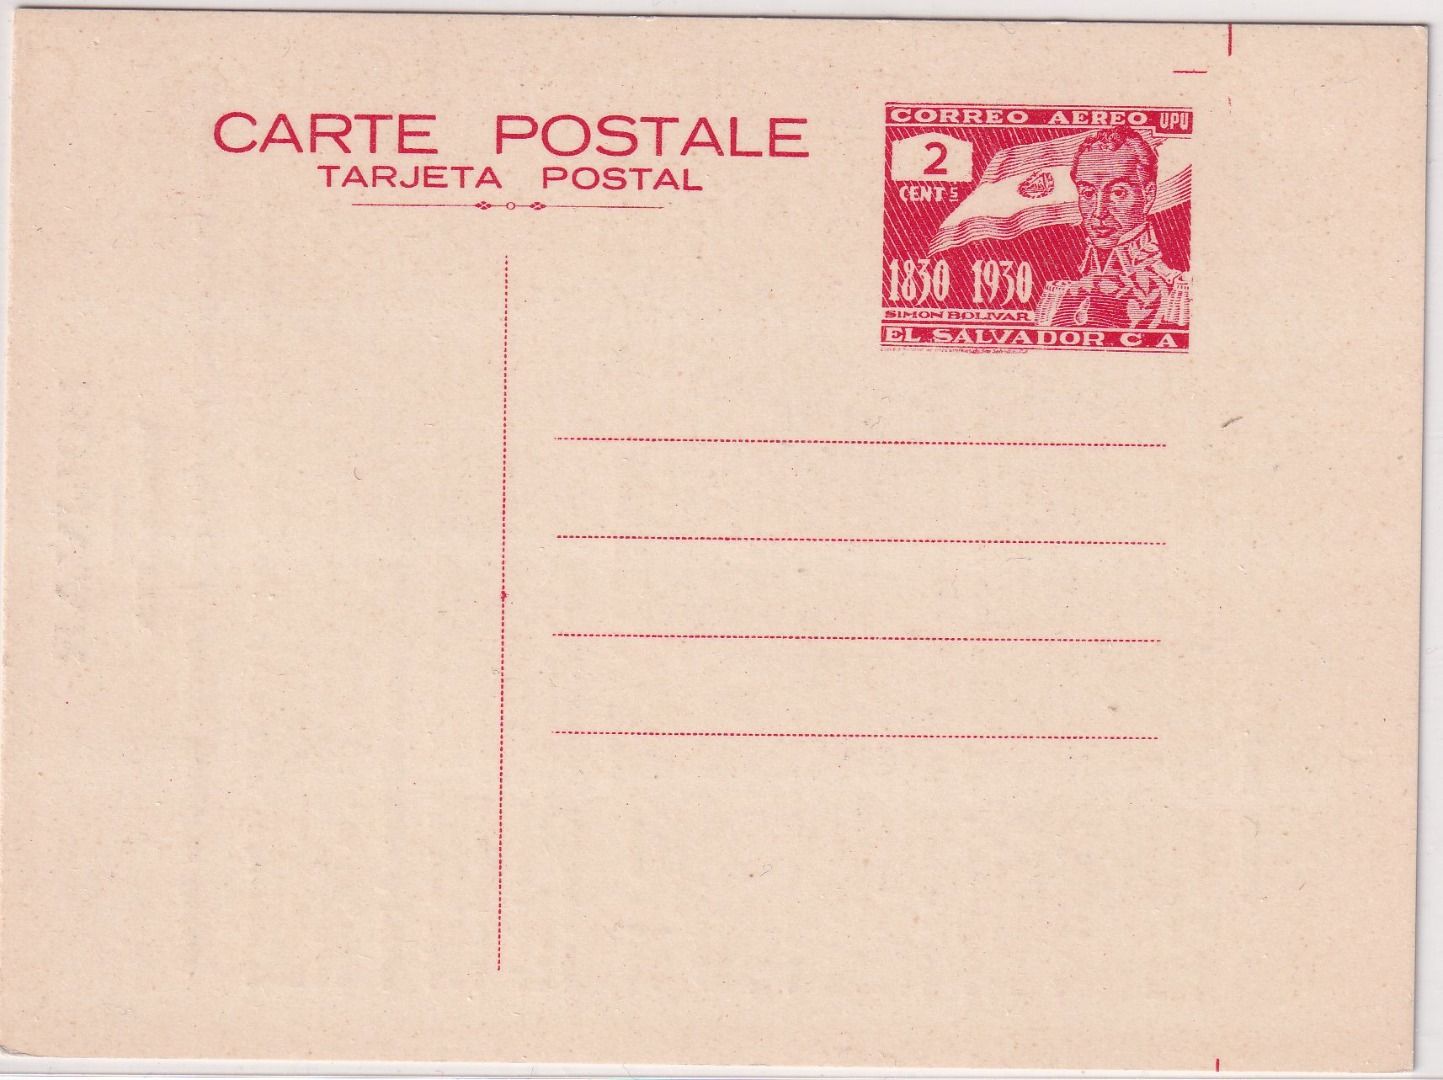 CARTE POSTALE
TARJETA POSTAL
CORREO AEREO UPU
2
CENTS
1830 1930
SIMON BOLIVAR
EL SALVADOR C A